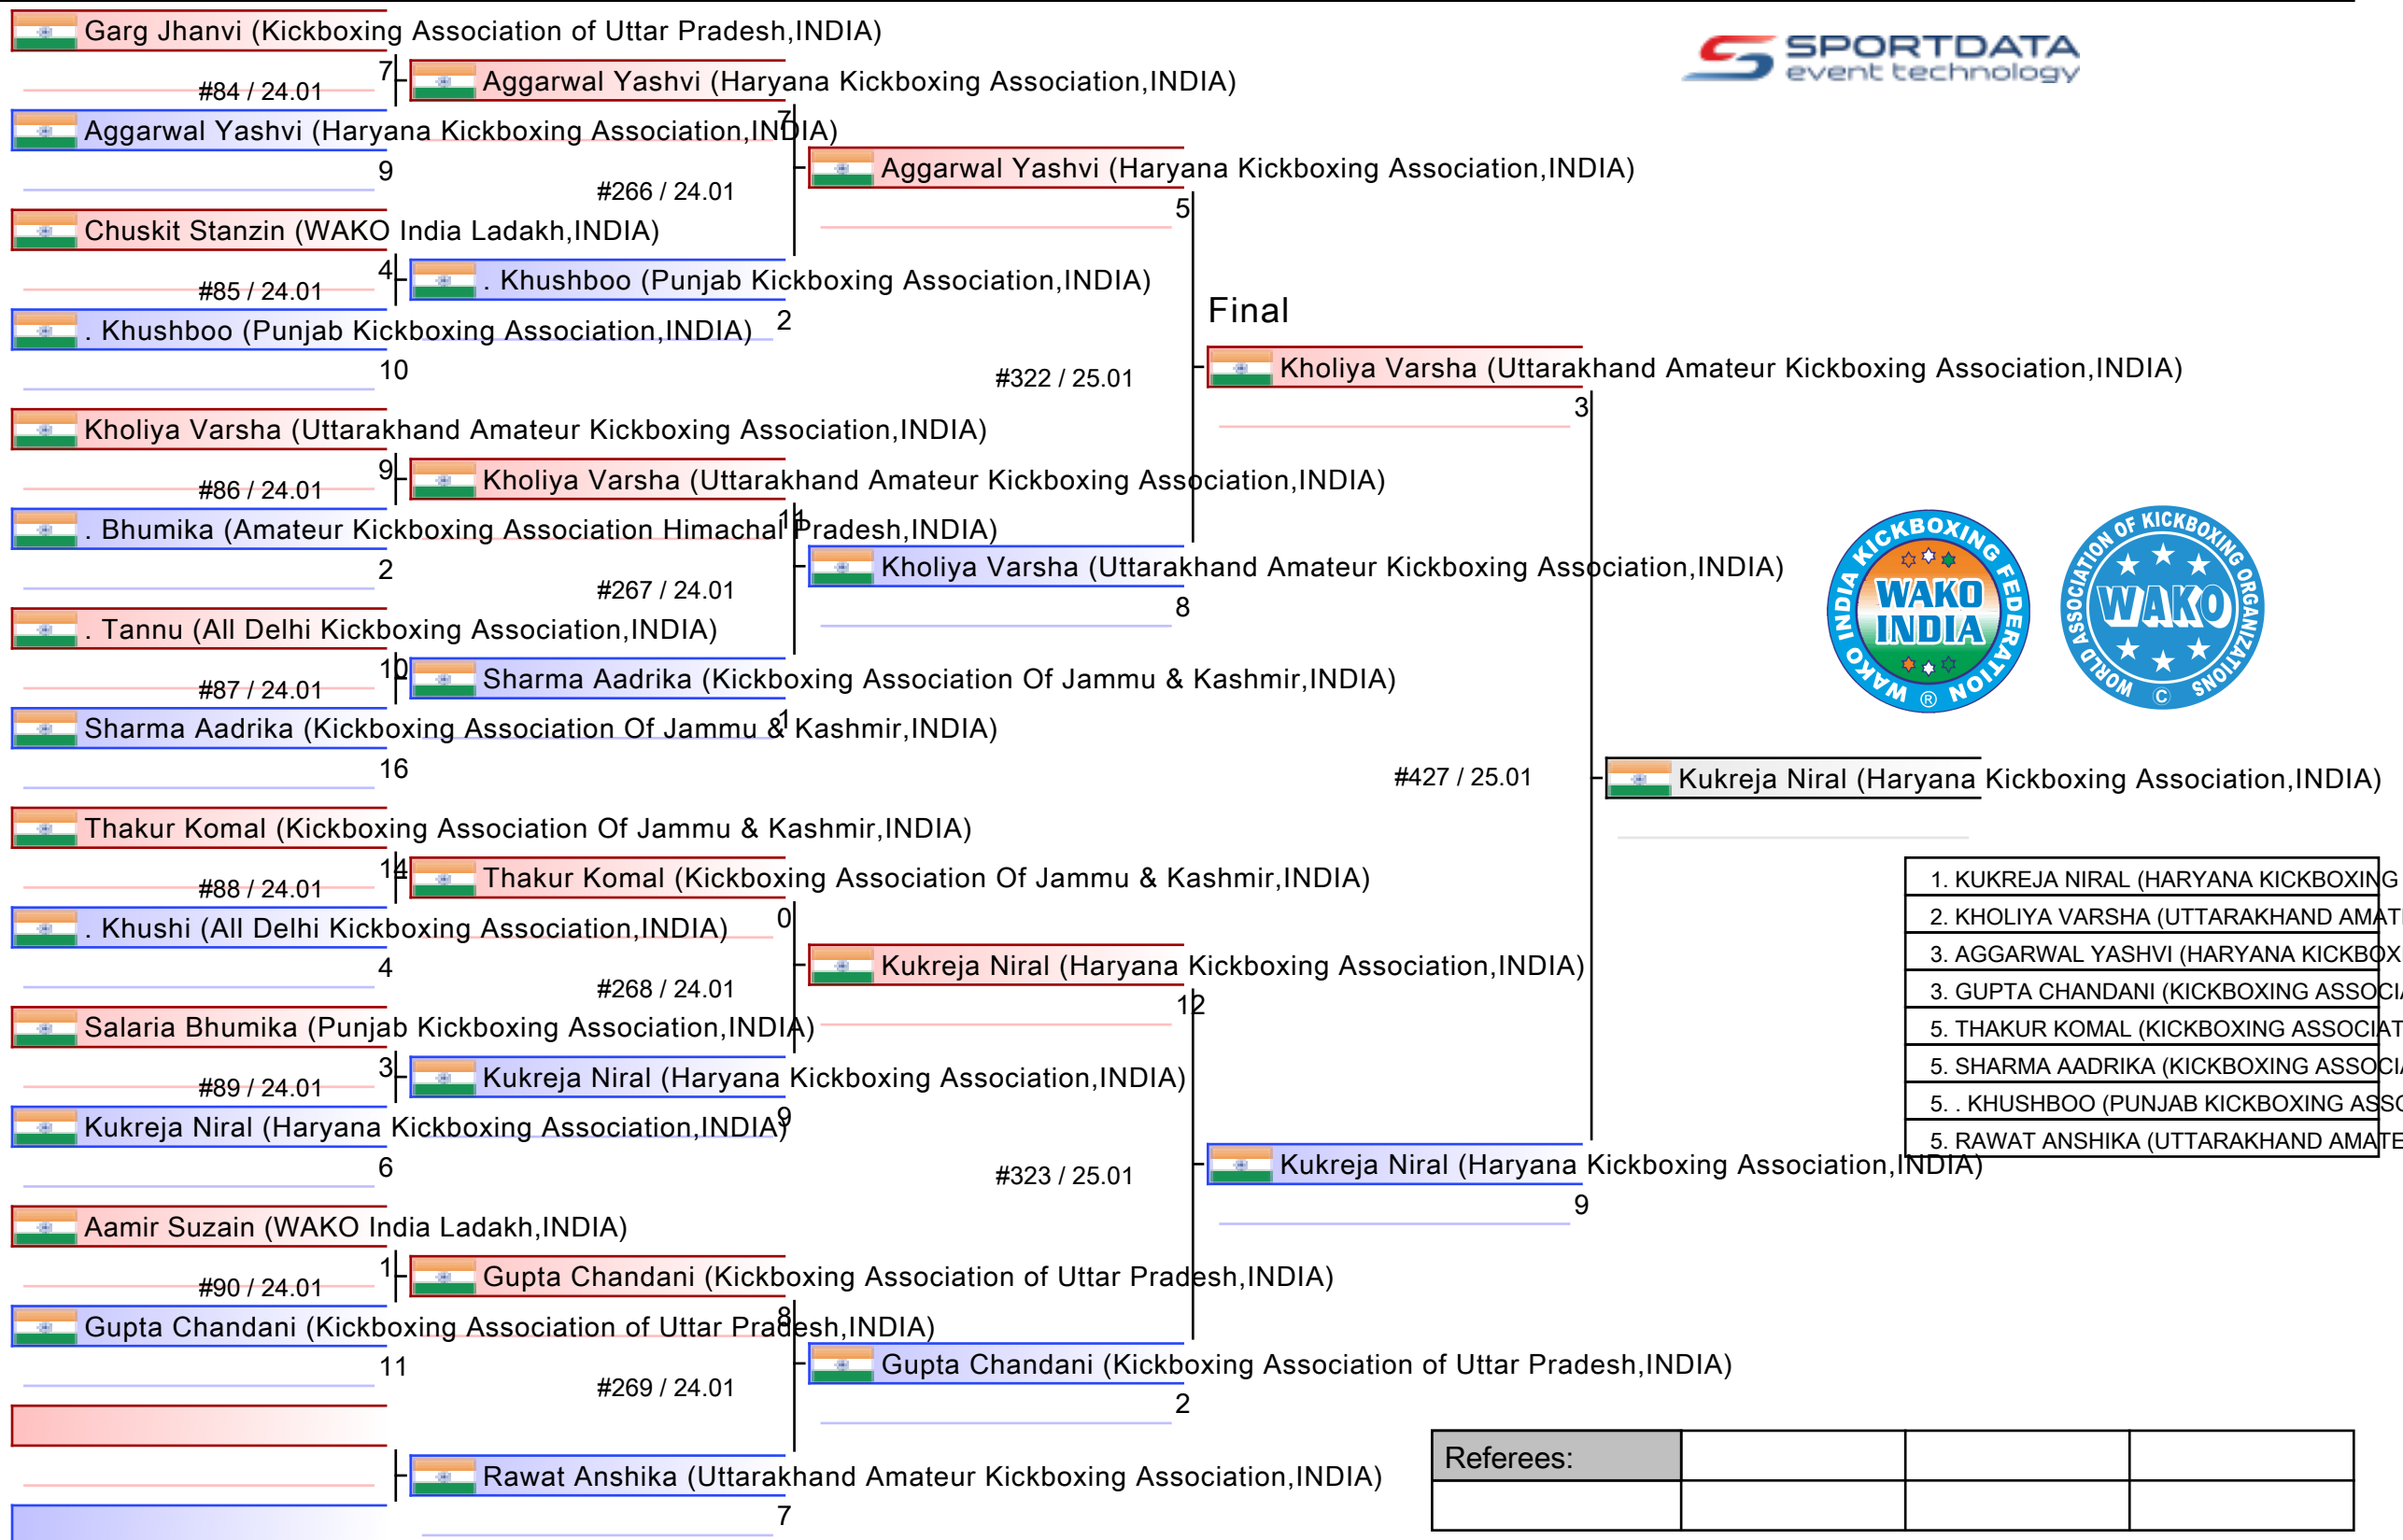 Garg Jhanvi (Kickboxing Association of Uttar Pradesh,INDIA)
7
#84 / 24.01
Aggarwal Yashvi (Haryana Kickboxing Association,INDIA)
9
Chuskit Stanzin (WAKO India Ladakh,INDIA)
4
#85 / 24.01
. Khushboo (Punjab Kickboxing Association,INDIA)
10
Kholiya Varsha (Uttarakhand Amateur Kickboxing Association,INDIA)
9
#86 / 24.01
. Bhumika (Amateur Kickboxing Association Himachal Pradesh,INDIA)
2
. Tannu (All Delhi Kickboxing Association,INDIA)
10
#87 / 24.01
Sharma Aadrika (Kickboxing Association Of Jammu & Kashmir,INDIA)
16
Thakur Komal (Kickboxing Association Of Jammu & Kashmir,INDIA)
14
#88 / 24.01
. Khushi (All Delhi Kickboxing Association,INDIA)
4
Salaria Bhumika (Punjab Kickboxing Association,INDIA)
3
#89 / 24.01
Kukreja Niral (Haryana Kickboxing Association,INDIA)
6
Aamir Suzain (WAKO India Ladakh,INDIA)
1
#90 / 24.01
Gupta Chandani (Kickboxing Association of Uttar Pradesh,INDIA)
11
Aggarwal Yashvi (Haryana Kickboxing Association,INDIA)
7
#266 / 24.01
. Khushboo (Punjab Kickboxing Association,INDIA)
2
Kholiya Varsha (Uttarakhand Amateur Kickboxing Association,INDIA)
11
#267 / 24.01
Sharma Aadrika (Kickboxing Association Of Jammu & Kashmir,INDIA)
1
Thakur Komal (Kickboxing Association Of Jammu & Kashmir,INDIA)
0
#268 / 24.01
Kukreja Niral (Haryana Kickboxing Association,INDIA)
9
Gupta Chandani (Kickboxing Association of Uttar Pradesh,INDIA)
8
#269 / 24.01
Rawat Anshika (Uttarakhand Amateur Kickboxing Association,INDIA)
7
Aggarwal Yashvi (Haryana Kickboxing Association,INDIA)
5
#322 / 25.01
Kholiya Varsha (Uttarakhand Amateur Kickboxing Association,INDIA)
8
Kukreja Niral (Haryana Kickboxing Association,INDIA)
12
#323 / 25.01
Gupta Chandani (Kickboxing Association of Uttar Pradesh,INDIA)
2
Final
Kholiya Varsha (Uttarakhand Amateur Kickboxing Association,INDIA)
3
#427 / 25.01
Kukreja Niral (Haryana Kickboxing Association,INDIA)
9
Kukreja Niral (Haryana Kickboxing Association,INDIA)
SPORTDATA
event technology
WAKO INDIA KICKBOXING FEDERATION
WAKO
INDIA
®
WORLD ASSOCIATION OF KICKBOXING ORGANIZATIONS
WAKO
©
1. KUKREJA NIRAL (HARYANA KICKBOXING
2. KHOLIYA VARSHA (UTTARAKHAND AMAT
3. AGGARWAL YASHVI (HARYANA KICKBOX
3. GUPTA CHANDANI (KICKBOXING ASSOCIA
5. THAKUR KOMAL (KICKBOXING ASSOCIAT
5. SHARMA AADRIKA (KICKBOXING ASSOCIA
5. . KHUSHBOO (PUNJAB KICKBOXING ASSO
5. RAWAT ANSHIKA (UTTARAKHAND AMATE
Referees: